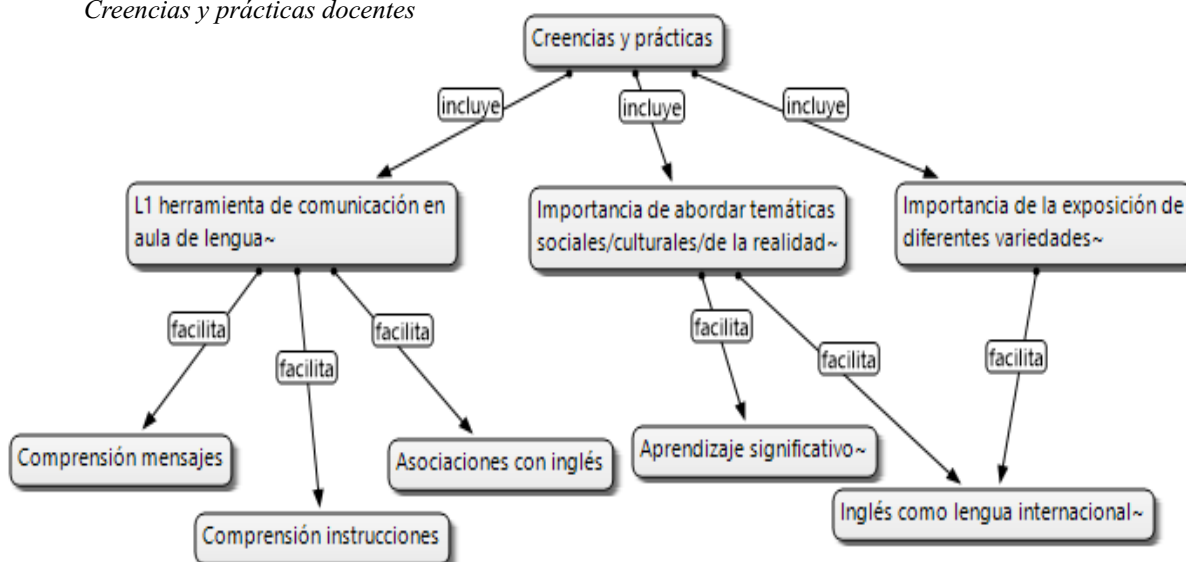 Creencias y prácticas docentes
Creencias y prácticas
incluye
incluye
incluye
L1 herramienta de comunicación en
aula de lengua~
Importancia de abordar temáticas
sociales/culturales/de la realidad~
Importancia de la exposición de
diferentes variedades~
facilita
facilita
facilita
facilita
facilita
facilita
Comprensión mensajes
Asociaciones con inglés
Aprendizaje significativo~
Comprensión instrucciones
Inglés como lengua internacional~